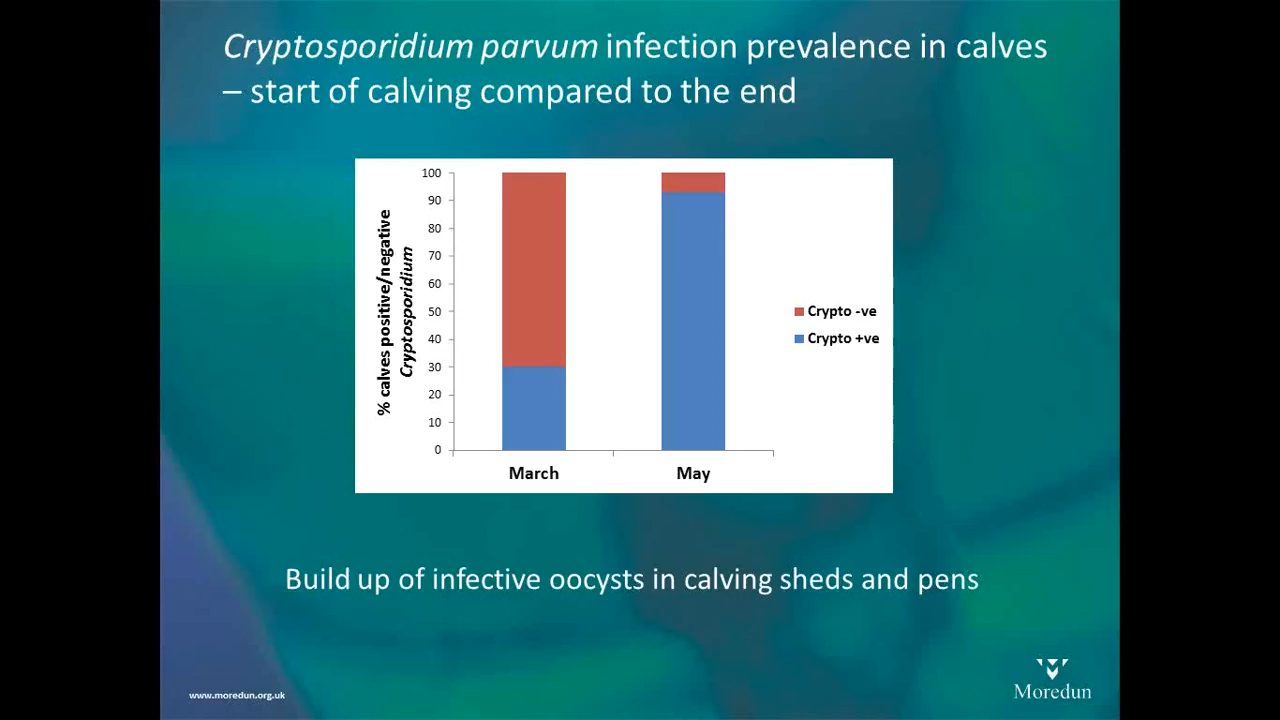 Cryptosporidium parvum infection prevalence in calves
– start of calving compared to the end
% calves positive/negative
Cryptosporidium
100
90
80
70
60
50
40
30
20
10
0
March
May
Crypto -ve
Crypto +ve
Build up of infective oocysts in calving sheds and pens
www.moredun.org.uk
Moredun